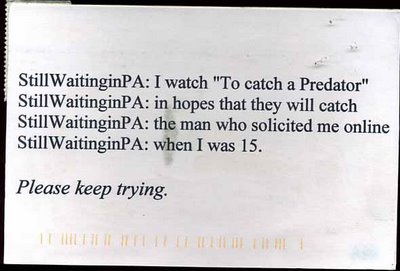 StillWaitinginPA: I watch "To catch a Predator"
StillWaitinginPA: in hopes that they will catch
StillWaitinginPA: the man who solicited me online
StillWaitinginPA: when I was 15.
Please keep trying.